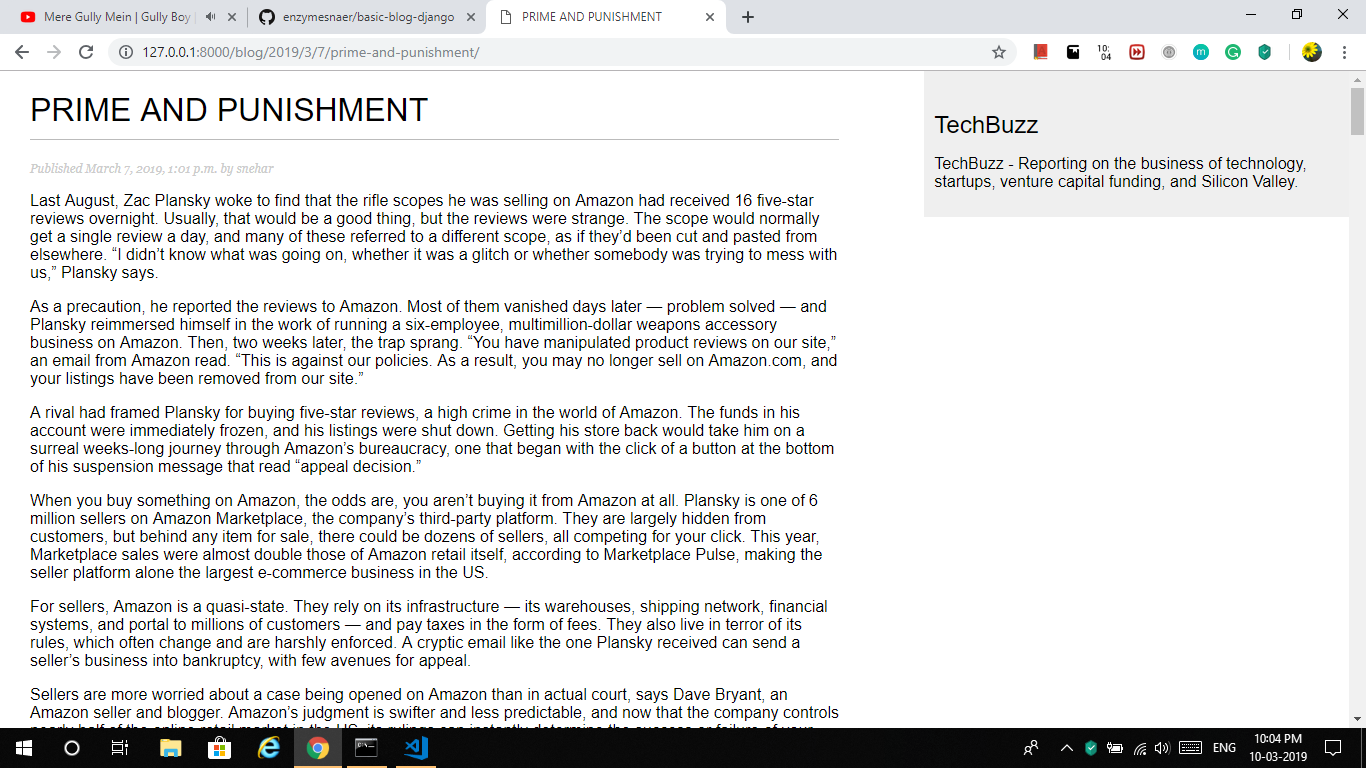 Mere Gully Mein | Gully Boy |
enzymesnaer/basic-blog-django
PRIME AND PUNISHMENT
127.0.0.1:8000/blog/2019/3/7/prime-and-punishment/
10:
04
m
PRIME AND PUNISHMENT
Published March 7, 2019, 1:01 p.m. by snehar
Last August, Zac Plansky woke to find that the rifle scopes he was selling on Amazon had received 16 five-star
reviews overnight. Usually, that would be a good thing, but the reviews were strange. The scope would normally
get a single review a day, and many of these referred to a different scope, as if they’d been cut and pasted from
elsewhere. “I didn’t know what was going on, whether it was a glitch or whether somebody was trying to mess with
us,” Plansky says.
As a precaution, he reported the reviews to Amazon. Most of them vanished days later — problem solved — and
Plansky reimmersed himself in the work of running a six-employee, multimillion-dollar weapons accessory
business on Amazon. Then, two weeks later, the trap sprang. “You have manipulated product reviews on our site,”
an email from Amazon read. “This is against our policies. As a result, you may no longer sell on Amazon.com, and
your listings have been removed from our site.”
A rival had framed Plansky for buying five-star reviews, a high crime in the world of Amazon. The funds in his
account were immediately frozen, and his listings were shut down. Getting his store back would take him on a
surreal weeks-long journey through Amazon’s bureaucracy, one that began with the click of a button at the bottom
of his suspension message that read “appeal decision.”
When you buy something on Amazon, the odds are, you aren’t buying it from Amazon at all. Plansky is one of 6
million sellers on Amazon Marketplace, the company’s third-party platform. They are largely hidden from
customers, but behind any item for sale, there could be dozens of sellers, all competing for your click. This year,
Marketplace sales were almost double those of Amazon retail itself, according to Marketplace Pulse, making the
seller platform alone the largest e-commerce business in the US.
For sellers, Amazon is a quasi-state. They rely on its infrastructure — its warehouses, shipping network, financial
systems, and portal to millions of customers — and pay taxes in the form of fees. They also live in terror of its
rules, which often change and are harshly enforced. A cryptic email like the one Plansky received can send a
seller’s business into bankruptcy, with few avenues for appeal.
Sellers are more worried about a case being opened on Amazon than in actual court, says Dave Bryant, an
Amazon seller and blogger. Amazon’s judgment is swifter and less predictable, and now that the company controls
nearly half of the online retail market in the US, its rulings can instantly determine the success or failure of your
TechBuzz
TechBuzz - Reporting on the business of technology,
startups, venture capital funding, and Silicon Valley.
ENG
10:04 PM
10-03-2019